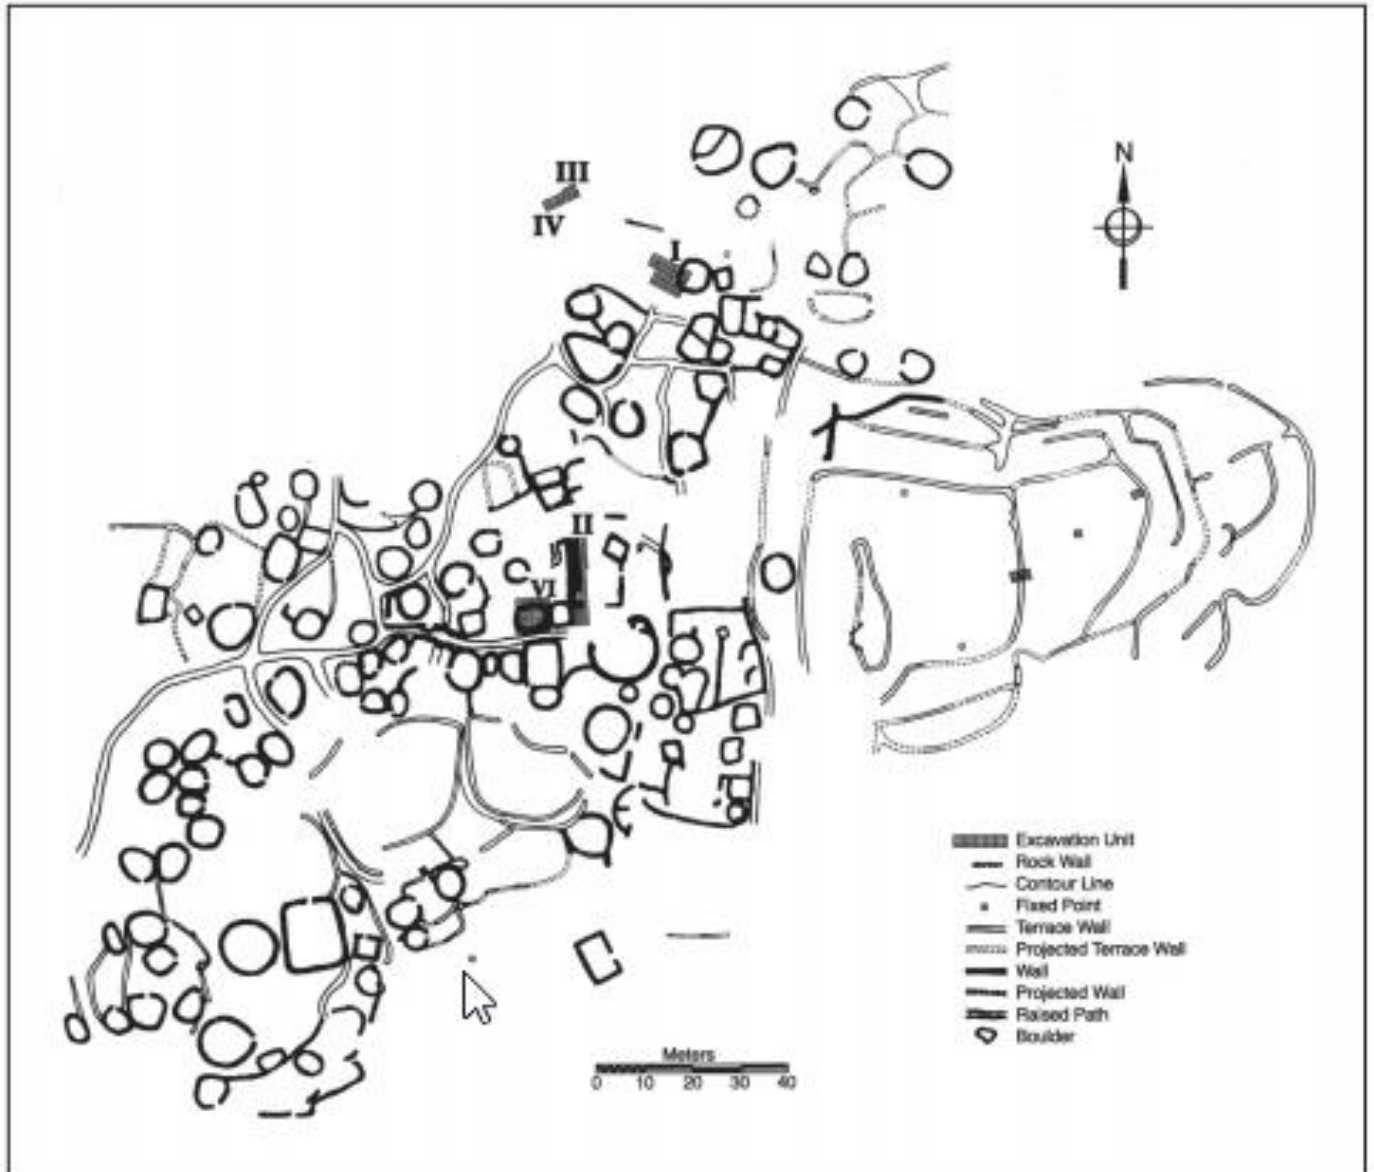 N
III
IV
I
II
VI
Excavation Unit
Rock Wall
Contour Line
Fixed Point
Terrace Wall
Projected Terrace Wall
Wall
Projected Wall
Raised Path
Boulder
Meters
0 10 20 30 40